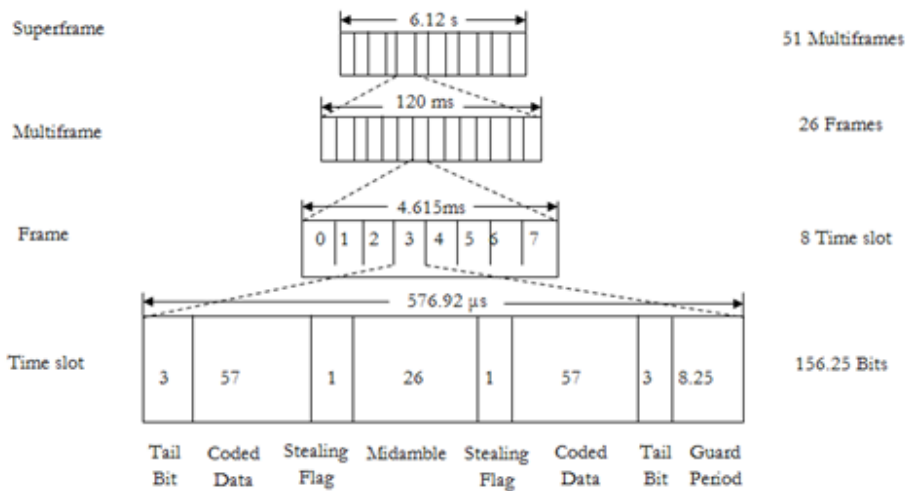 Superframe
6.12 s
51 Multiframes
120 ms
Multiframe
26 Frames
4.615ms
Frame
0 1 2 3 4 5 6 7
8 Time slot
576.92 μs
Time slot
3 57 1 26 1 57 3 8.25
156.25 Bits
Tail Bit
Coded Data
Stealing Flag
Midamble
Stealing Flag
Coded Data
Tail Bit
Guard Period